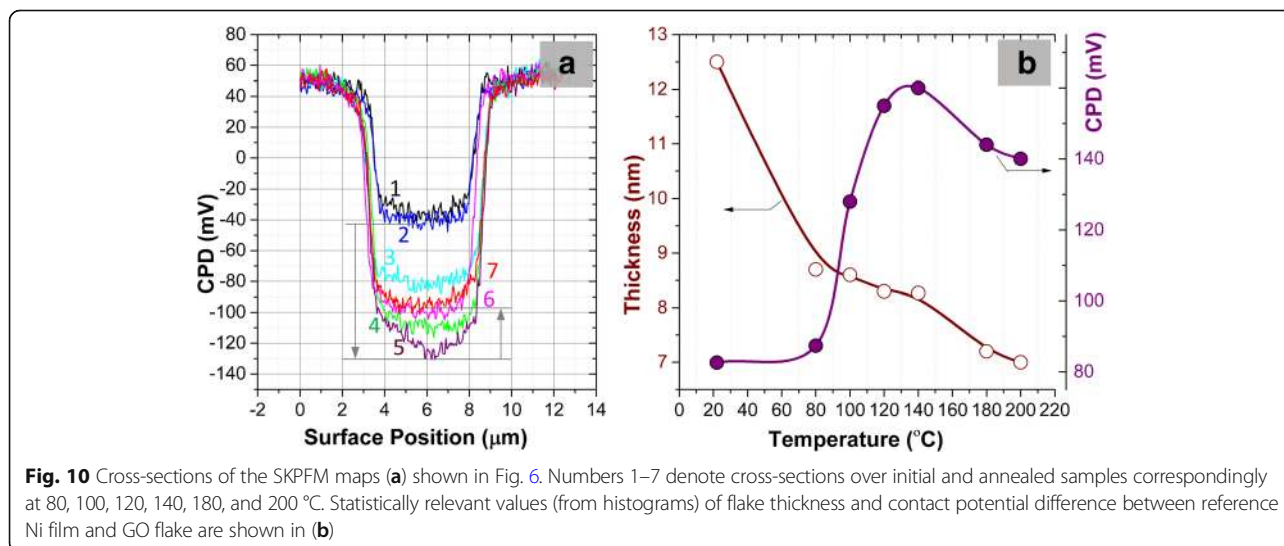 80
60
40
20
0
-20
-40
-60
-80
-100
-120
-140
CPD (mV)
-2 0 2 4 6 8 10 12 14
Surface Position (μm)
a
1
2
3
4
5
6
7
13
12
11
10
9
8
7
Thickness (nm)
0 20 40 60 80 100 120 140 160 180 200 220
Temperature (°C)
b
160
140
120
100
80
CPD (mV)
Fig. 10 Cross-sections of the SKPFM maps (a) shown in Fig. 6. Numbers 1–7 denote cross-sections over initial and annealed samples correspondingly
at 80, 100, 120, 140, 180, and 200 °C. Statistically relevant values (from histograms) of flake thickness and contact potential difference between reference
Ni film and GO flake are shown in (b)